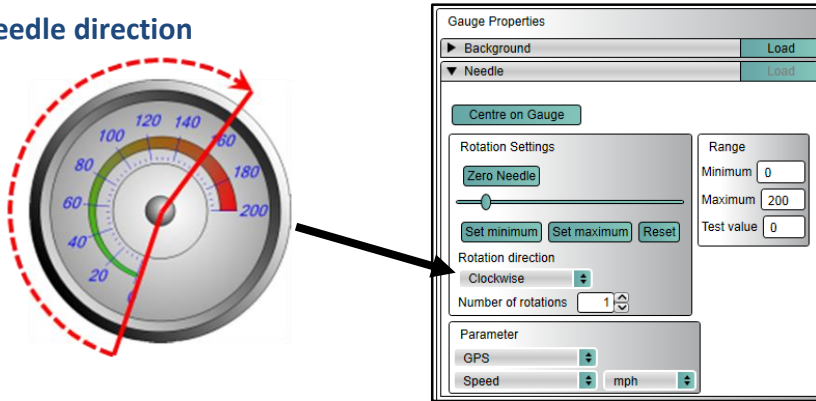 eedle direction
0
20
40
60
80
100
120
140
160
180
200
Gauge Properties
Background Load
Needle Load
Centre on Gauge
Rotation Settings
Zero Needle
Set minimum Set maximum Reset
Rotation direction
Clockwise
Number of rotations 1
Range
Minimum 0
Maximum 200
Test value 0
Parameter
GPS
Speed mph